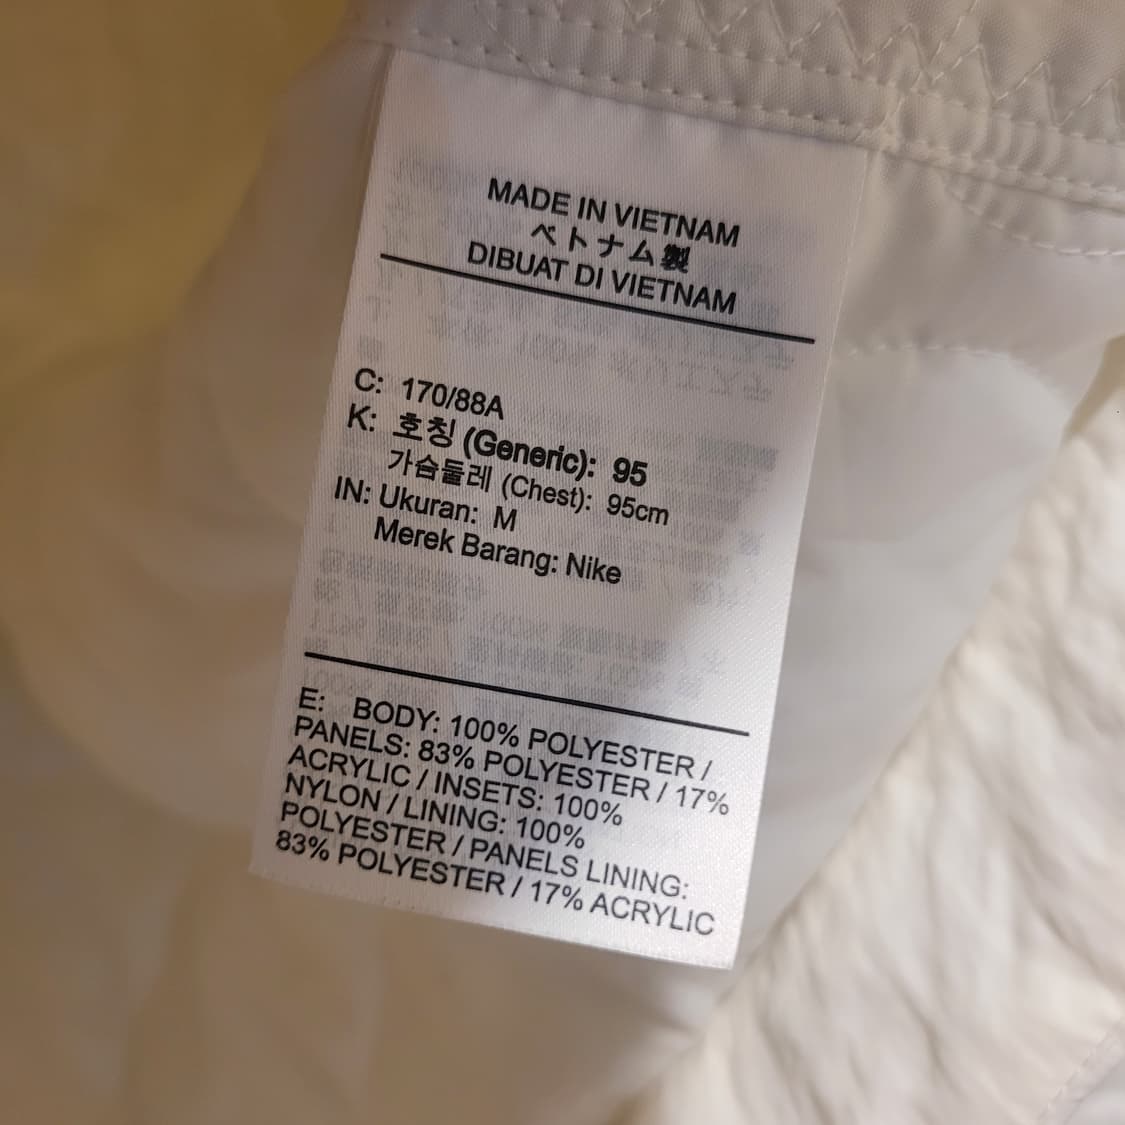 MADE IN VIETNAM
ベトナム製
DIBUAT DI VIETNAM
C: 170/88A
K: 호칭 (Generic): 95
가슴둘레 (Chest): 95cm
IN: Ukuran: M
Merek Barang: Nike
E: BODY: 100% POLYESTER /
PANELS: 83% POLYESTER / 17%
ACRYLIC / INSETS: 100%
NYLON / LINING: 100%
POLYESTER / PANELS LINING:
83% POLYESTER / 17% ACRYLIC